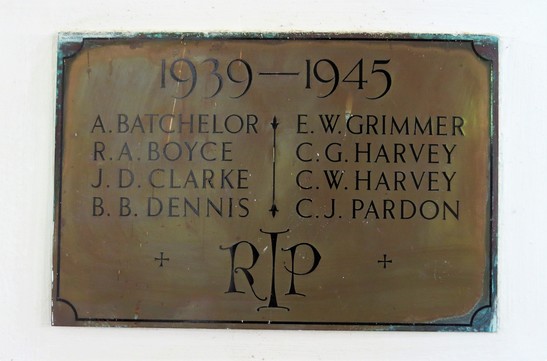 1939—1945
A. BATCHELOR
R. A. BOYCE
J. D. CLARKE
B. B. DENNIS
E. W. GRIMMER
C. G. HARVEY
C. W. HARVEY
C. J. PARDON
RIP